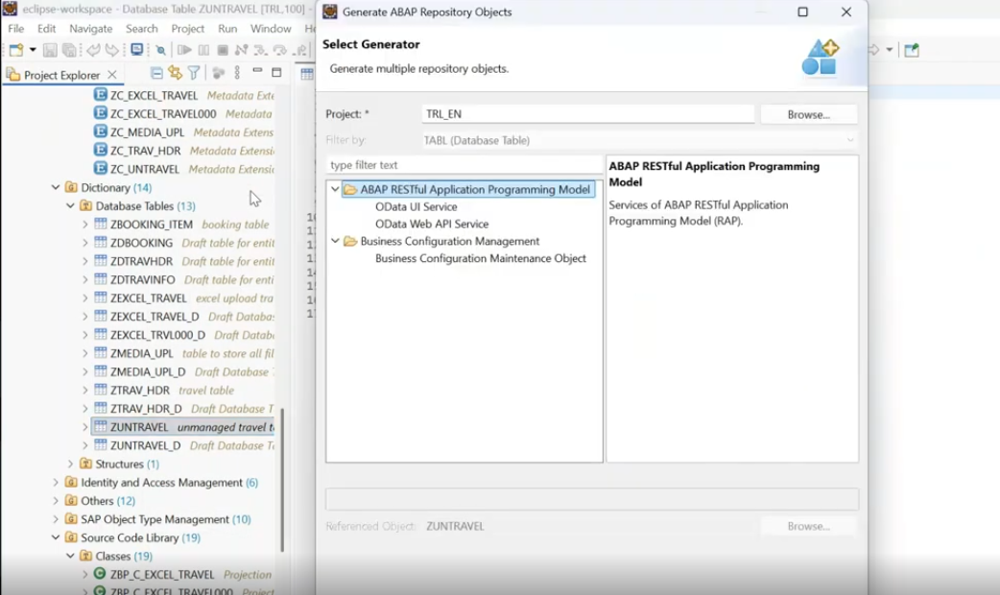 eclipse-workspace - Database Table ZUNTRAVEL [TRL,100] -
File Edit Navigate Search Project Run Window
Project Explorer
ZC_EXCEL_TRAVEL Metadata Exte
ZC_EXCEL_TRAVEL000 Metadata
ZC_MEDIA_UPL Metadata Extens
ZC_TRAV_HDR Metadata Extensi
ZC_UNTRAVEL Metadata Extensio
Dictionary (14)
Database Tables (13)
ZBOOKING_ITEM booking table
ZDBOOKING Draft table for entit
ZDTRAVHDR Draft table for entit
ZDTRAVINFO Draft table for enti
ZEXCEL_TRAVEL excel upload tra
ZEXCEL_TRAVEL_D Draft Databas
ZEXCEL_TRVL000_D Draft Datab
ZMEDIA_UPL table to store all fil
ZMEDIA_UPL_D Draft Database
ZTRAV_HDR travel table
ZTRAV_HDR_D Draft Database T
ZUNTRAVEL unmanaged travel t
ZUNTRAVEL_D Draft Database T
Structures (1)
Identity and Access Management (6)
Others (12)
SAP Object Type Management (10)
Source Code Library (19)
Classes (19)
ZBP_C_EXCEL_TRAVEL Projection
ZBP_C_EXCEL_TRAVEL000 Project
Generate ABAP Repository Objects
Select Generator
Generate multiple repository objects.
Project: * TRL_EN Browse...
Filter by: TABL (Database Table)
type filter text
ABAP RESTful Application Programming Model
OData UI Service
OData Web API Service
Business Configuration Management
Business Configuration Maintenance Object
ABAP RESTful Application Programming
Model
Services of ABAP RESTful Application
Programming Model (RAP).
Referenced Object: ZUNTRAVEL Browse...